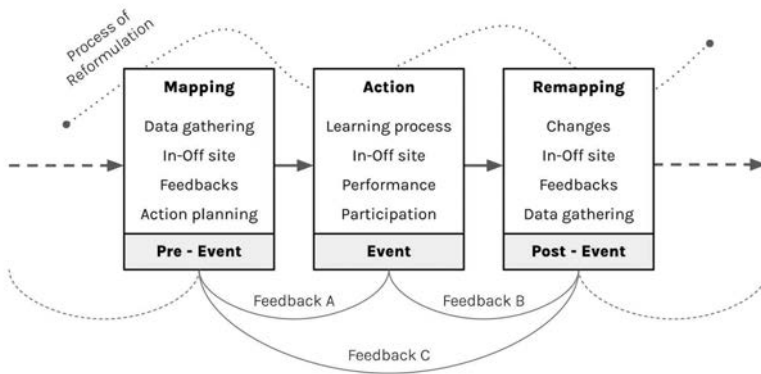 Process of
Reformulation
Mapping
Data gathering
In-Off site
Feedbacks
Action planning
Pre - Event
Action
Learning process
In-Off site
Performance
Participation
Event
Remapping
Changes
In-Off site
Feedbacks
Data gathering
Post - Event
Feedback A
Feedback B
Feedback C